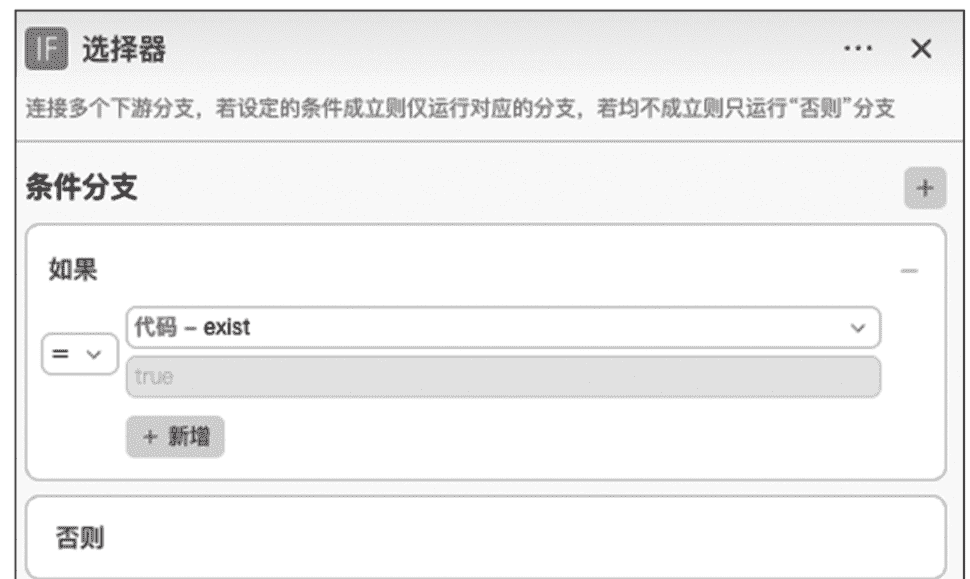 IF 选择器
连接多个下游分支，若设定的条件成立则仅运行对应的分支，若均不成立则只运行“否则”分支
条件分支
如果
代码 – exist
=
true
+ 新增
否则